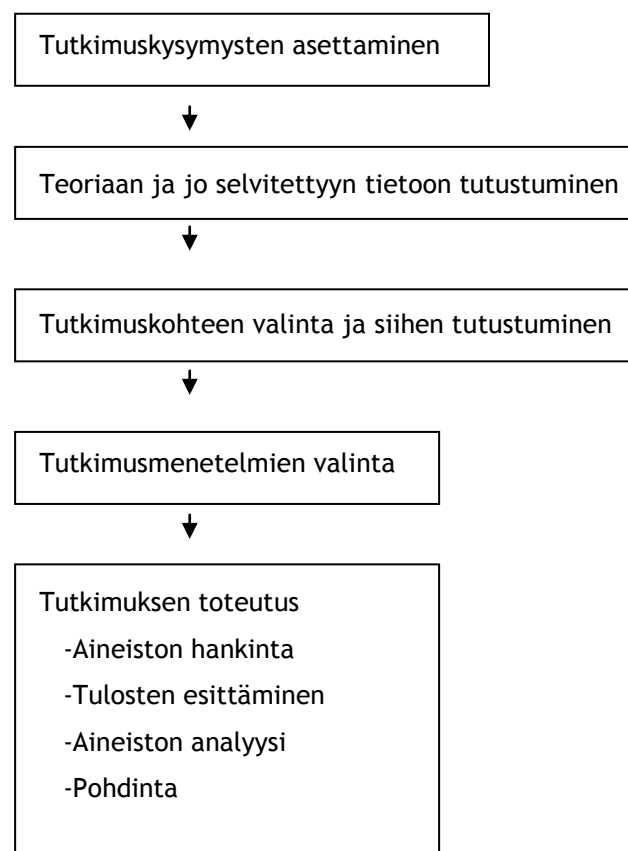 Tutkimuskysymysten asettaminen
Teoriaan ja jo selvitettyyn tietoon tutustuminen
Tutkimuskohteen valinta ja siihen tutustuminen
Tutkimusmenetelmien valinta
Tutkimuksen toteutus
-Aineiston hankinta
-Tulosten esittäminen
-Aineiston analyysi
-Pohdinta